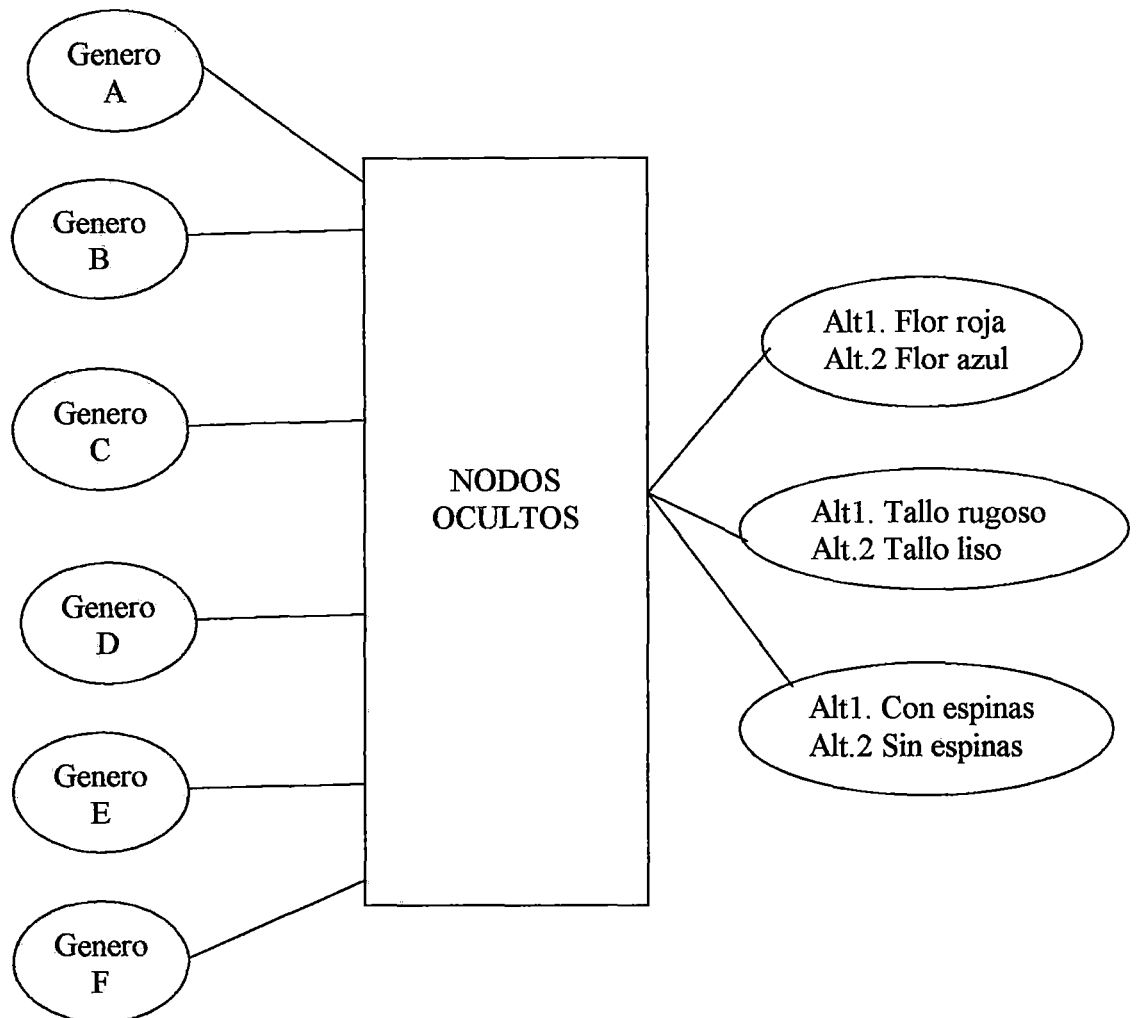 Genero
A
Genero
B
Genero
C
Genero
D
Genero
E
Genero
F
NODOS
OCULTOS
Alt1. Flor roja
Alt.2 Flor azul
Alt1. Tallo rugoso
Alt.2 Tallo liso
Alt1. Con espinas
Alt.2 Sin espinas